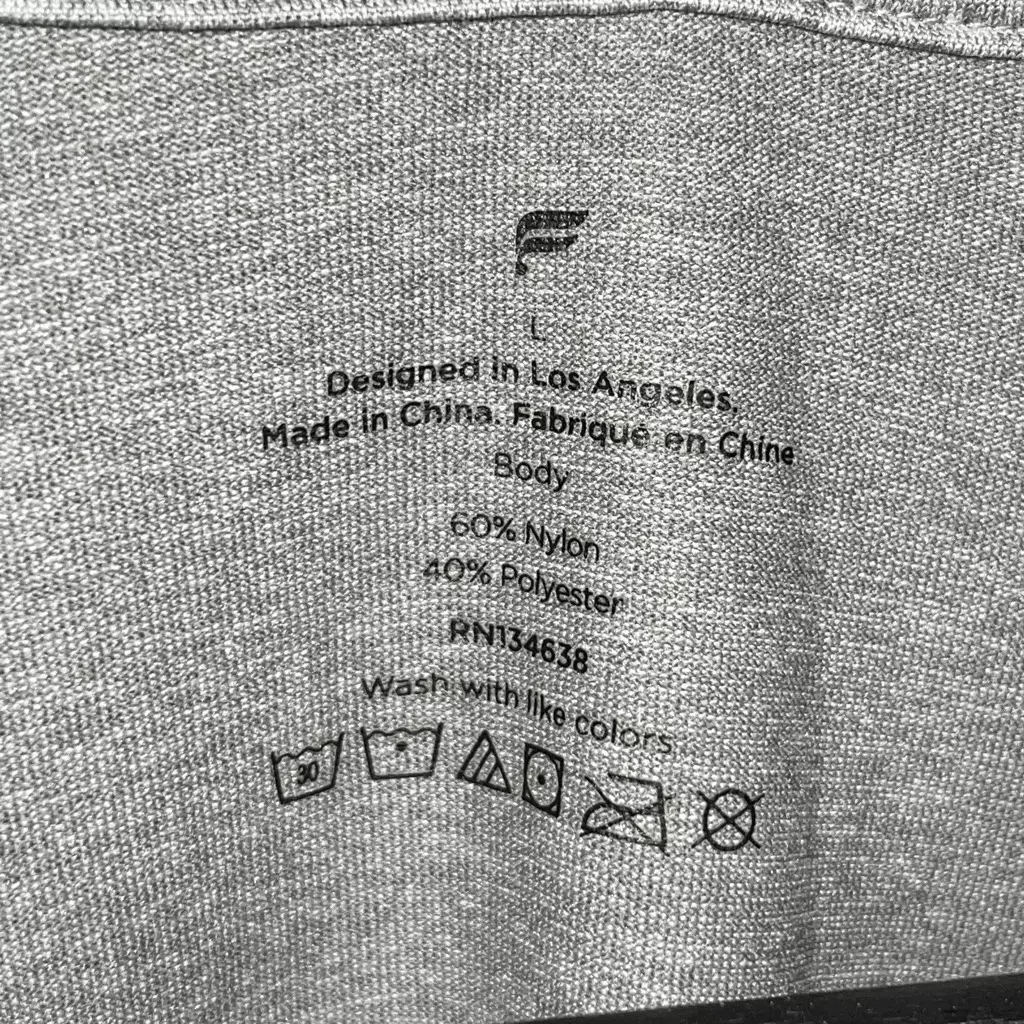 L
Designed in Los Angeles.
Made in China. Fabriqué en Chine
Body
60% Nylon
40% Polyester
RN134638
Wash with like colors
30